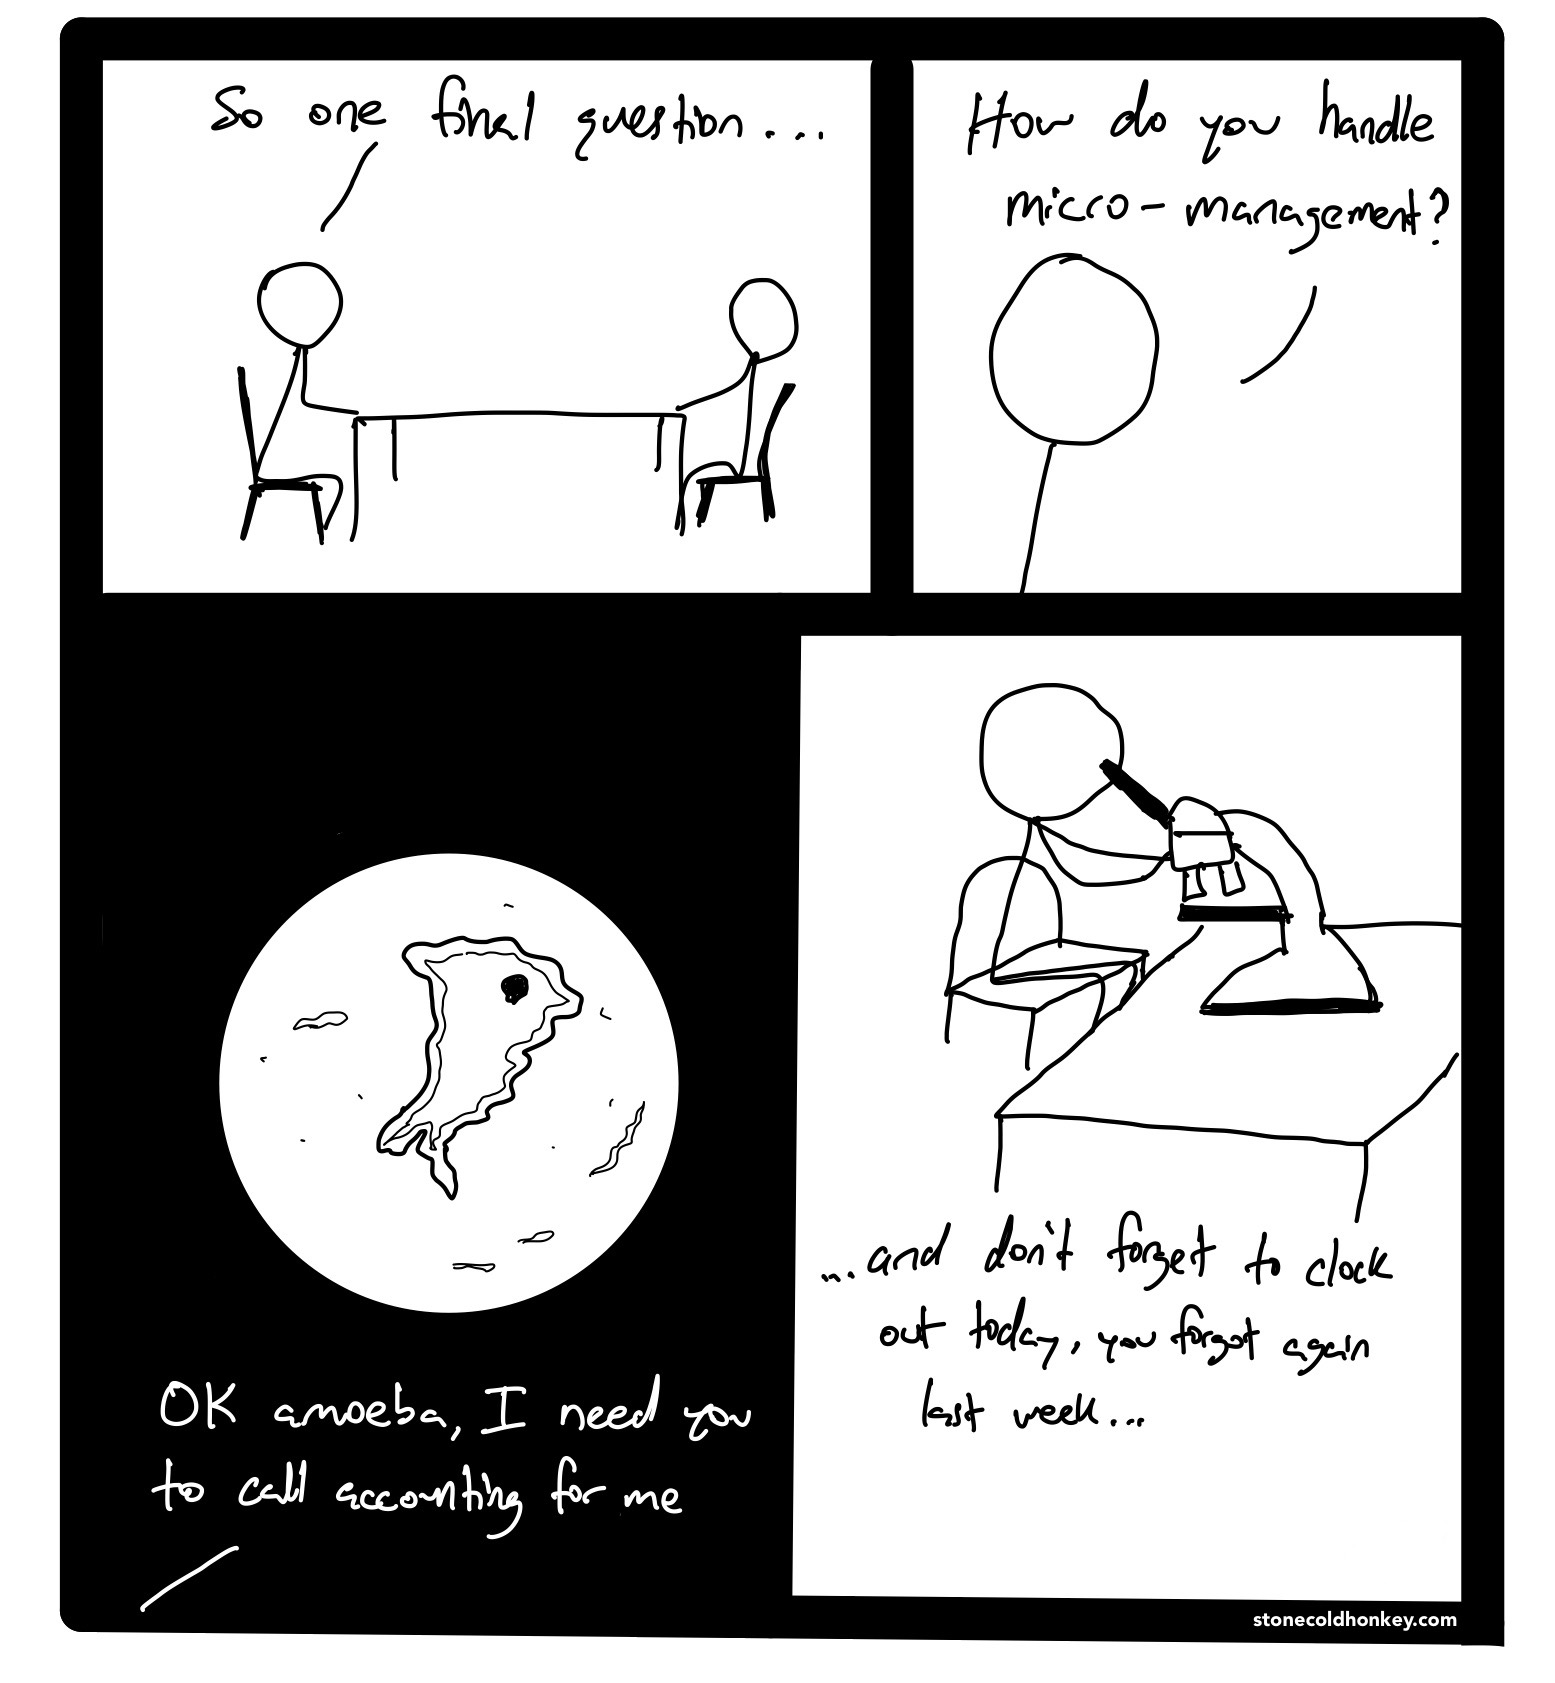 So one final question...
How do you handle
micro-management?
OK amoeba, I need you
to call accounting for me
...and don't forget to clock
out today, you forgot again
last week...
stonecoldhonkey.com